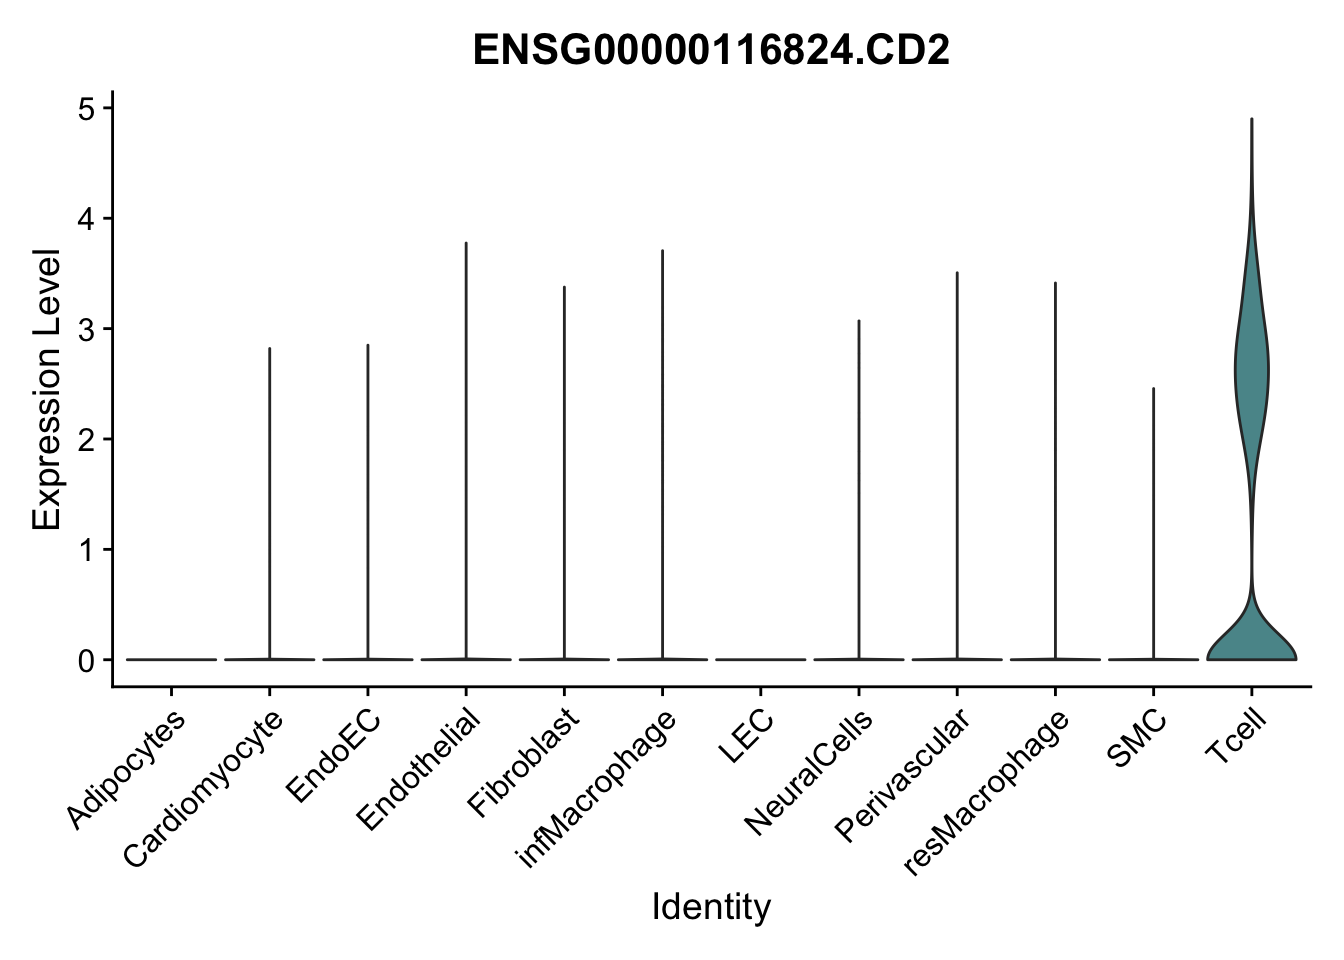 ENSG00000116824.CD2
Expression Level
5
4
3
2
1
0
Adipocytes
Cardiomyocyte
EndoEC
Endothelial
Fibroblast
infMacrophage
LEC
NeuralCells
Perivascular
resMacrophage
SMC
Tcell
Identity